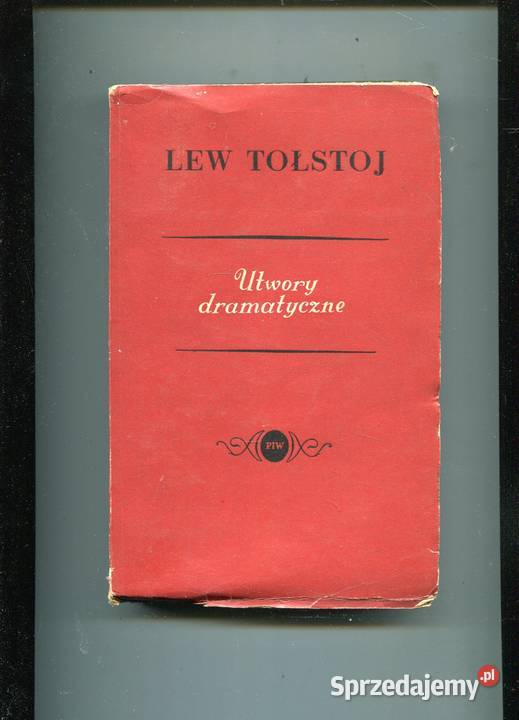 LEW TOŁSTOJ
Utwory
dramatyczne
PIW
Sprzedajemy.pl